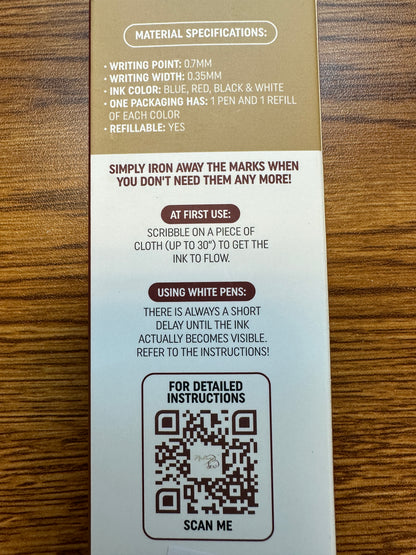 MATERIAL SPECIFICATIONS:
• WRITING POINT: 0.7MM
• WRITING WIDTH: 0.35MM
• INK COLOR: BLUE, RED, BLACK & WHITE
• ONE PACKAGING HAS: 1 PEN AND 1 REFILL
OF EACH COLOR
• REFILLABLE: YES
SIMPLY IRON AWAY THE MARKS WHEN
YOU DON'T NEED THEM ANY MORE!
AT FIRST USE:
SCRIBBLE ON A PIECE OF
CLOTH (UP TO 30") TO GET THE
INK TO FLOW.
USING WHITE PENS:
THERE IS ALWAYS A SHORT
DELAY UNTIL THE INK
ACTUALLY BECOMES VISIBLE.
REFER TO THE INSTRUCTIONS!
FOR DETAILED
INSTRUCTIONS
SCAN ME